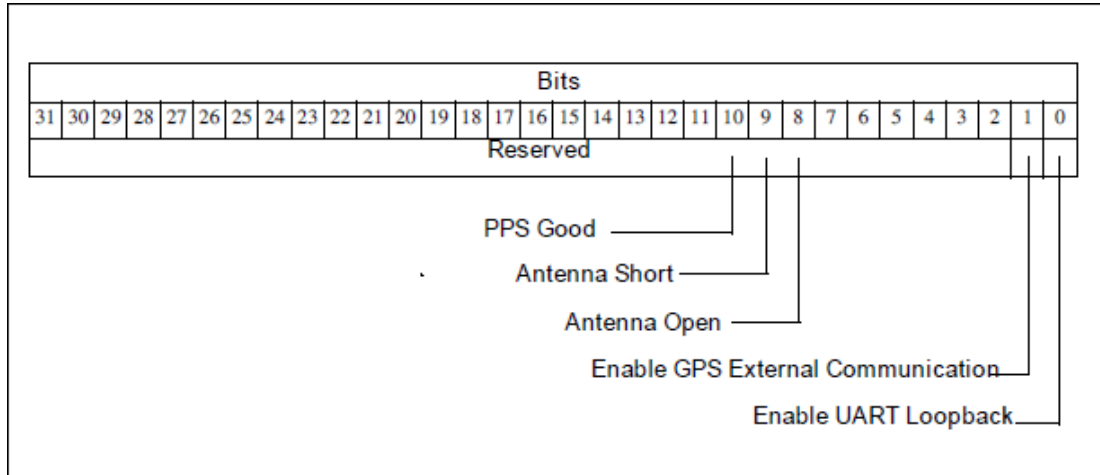 Bits
31 30 29 28 27 26 25 24 23 22 21 20 19 18 17 16 15 14 13 12 11 10 9 8 7 6 5 4 3 2 1 0
Reserved
PPS Good
Antenna Short
Antenna Open
Enable GPS External Communication
Enable UART Loopback